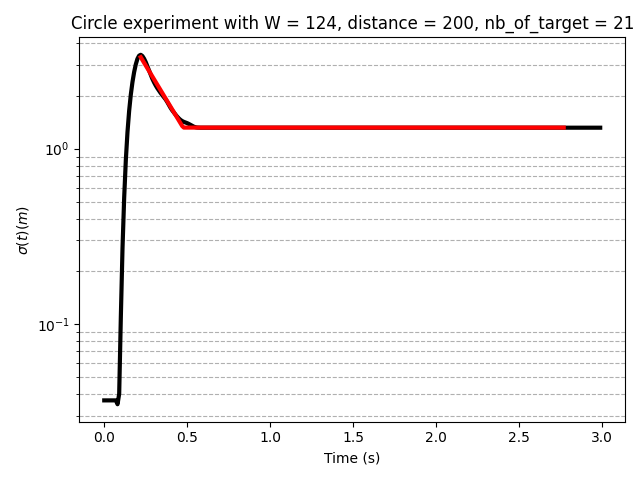 Circle experiment with W = 124, distance = 200, nb_of_target = 21
10⁰
10⁻¹
σ(t)(m)
0.0 0.5 1.0 1.5 2.0 2.5 3.0
Time (s)